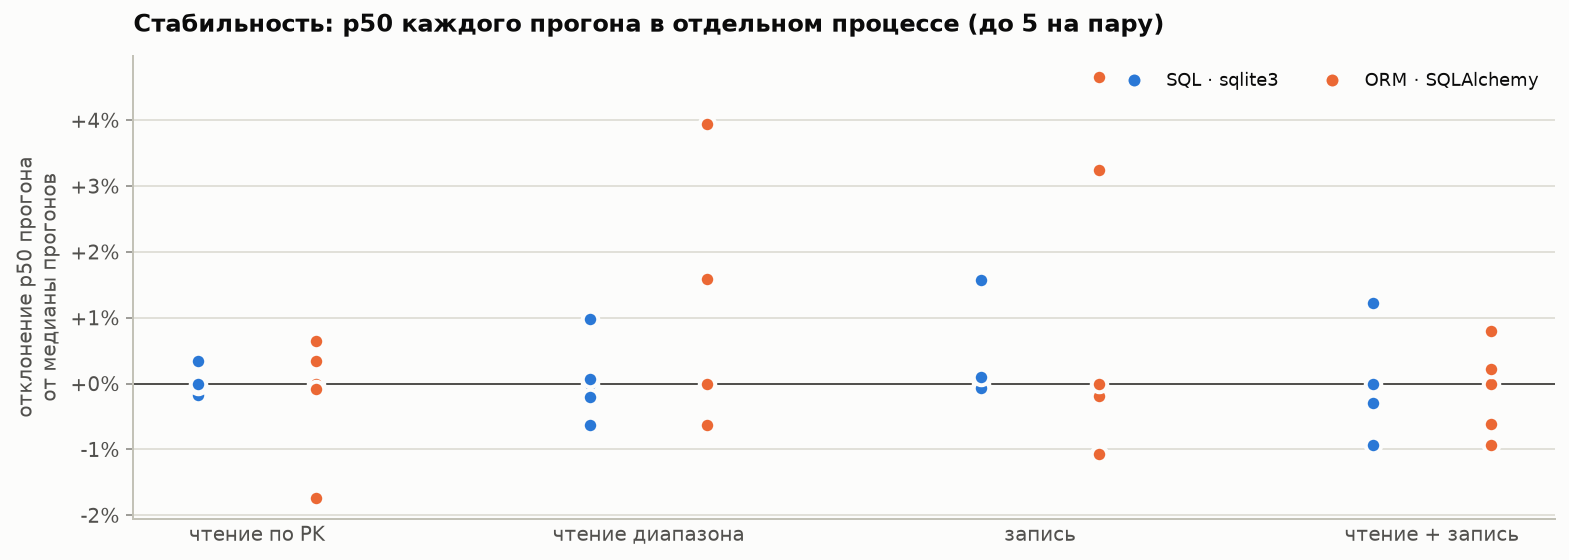 Стабильность: p50 каждого прогона в отдельном процессе (до 5 на пару)
SQL · sqlite3
ORM · SQLAlchemy
отклонение p50 прогона
от медианы прогонов
+4%
+3%
+2%
+1%
+0%
-1%
-2%
чтение по PK
чтение диапазона
запись
чтение + запись